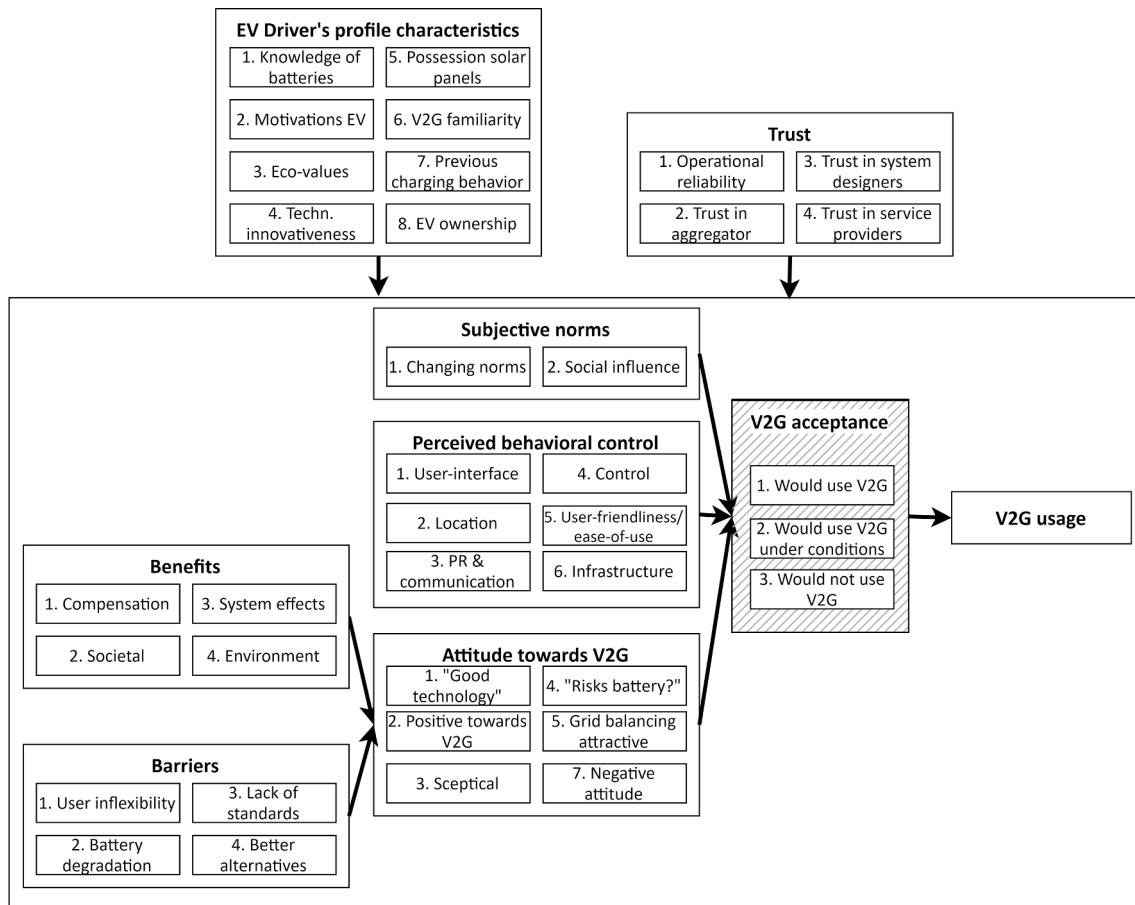 EV Driver's profile characteristics
1. Knowledge of
batteries
5. Possession solar
panels
2. Motivations EV
6. V2G familiarity
3. Eco-values
7. Previous
charging behavior
4. Techn.
innovativeness
8. EV ownership
Trust
1. Operational
reliability
3. Trust in system
designers
2. Trust in
aggregator
4. Trust in service
providers
Subjective norms
1. Changing norms
2. Social influence
Perceived behavioral control
1. User-interface
4. Control
2. Location
5. User-friendliness/
ease-of-use
3. PR &
communication
6. Infrastructure
V2G acceptance
1. Would use V2G
2. Would use V2G
under conditions
3. Would not use
V2G
V2G usage
Benefits
1. Compensation
3. System effects
2. Societal
4. Environment
Attitude towards V2G
1. "Good
technology"
4. "Risks battery?"
2. Positive towards
V2G
5. Grid balancing
attractive
3. Sceptical
7. Negative
attitude
Barriers
1. User inflexibility
3. Lack of
standards
2. Battery
degradation
4. Better
alternatives